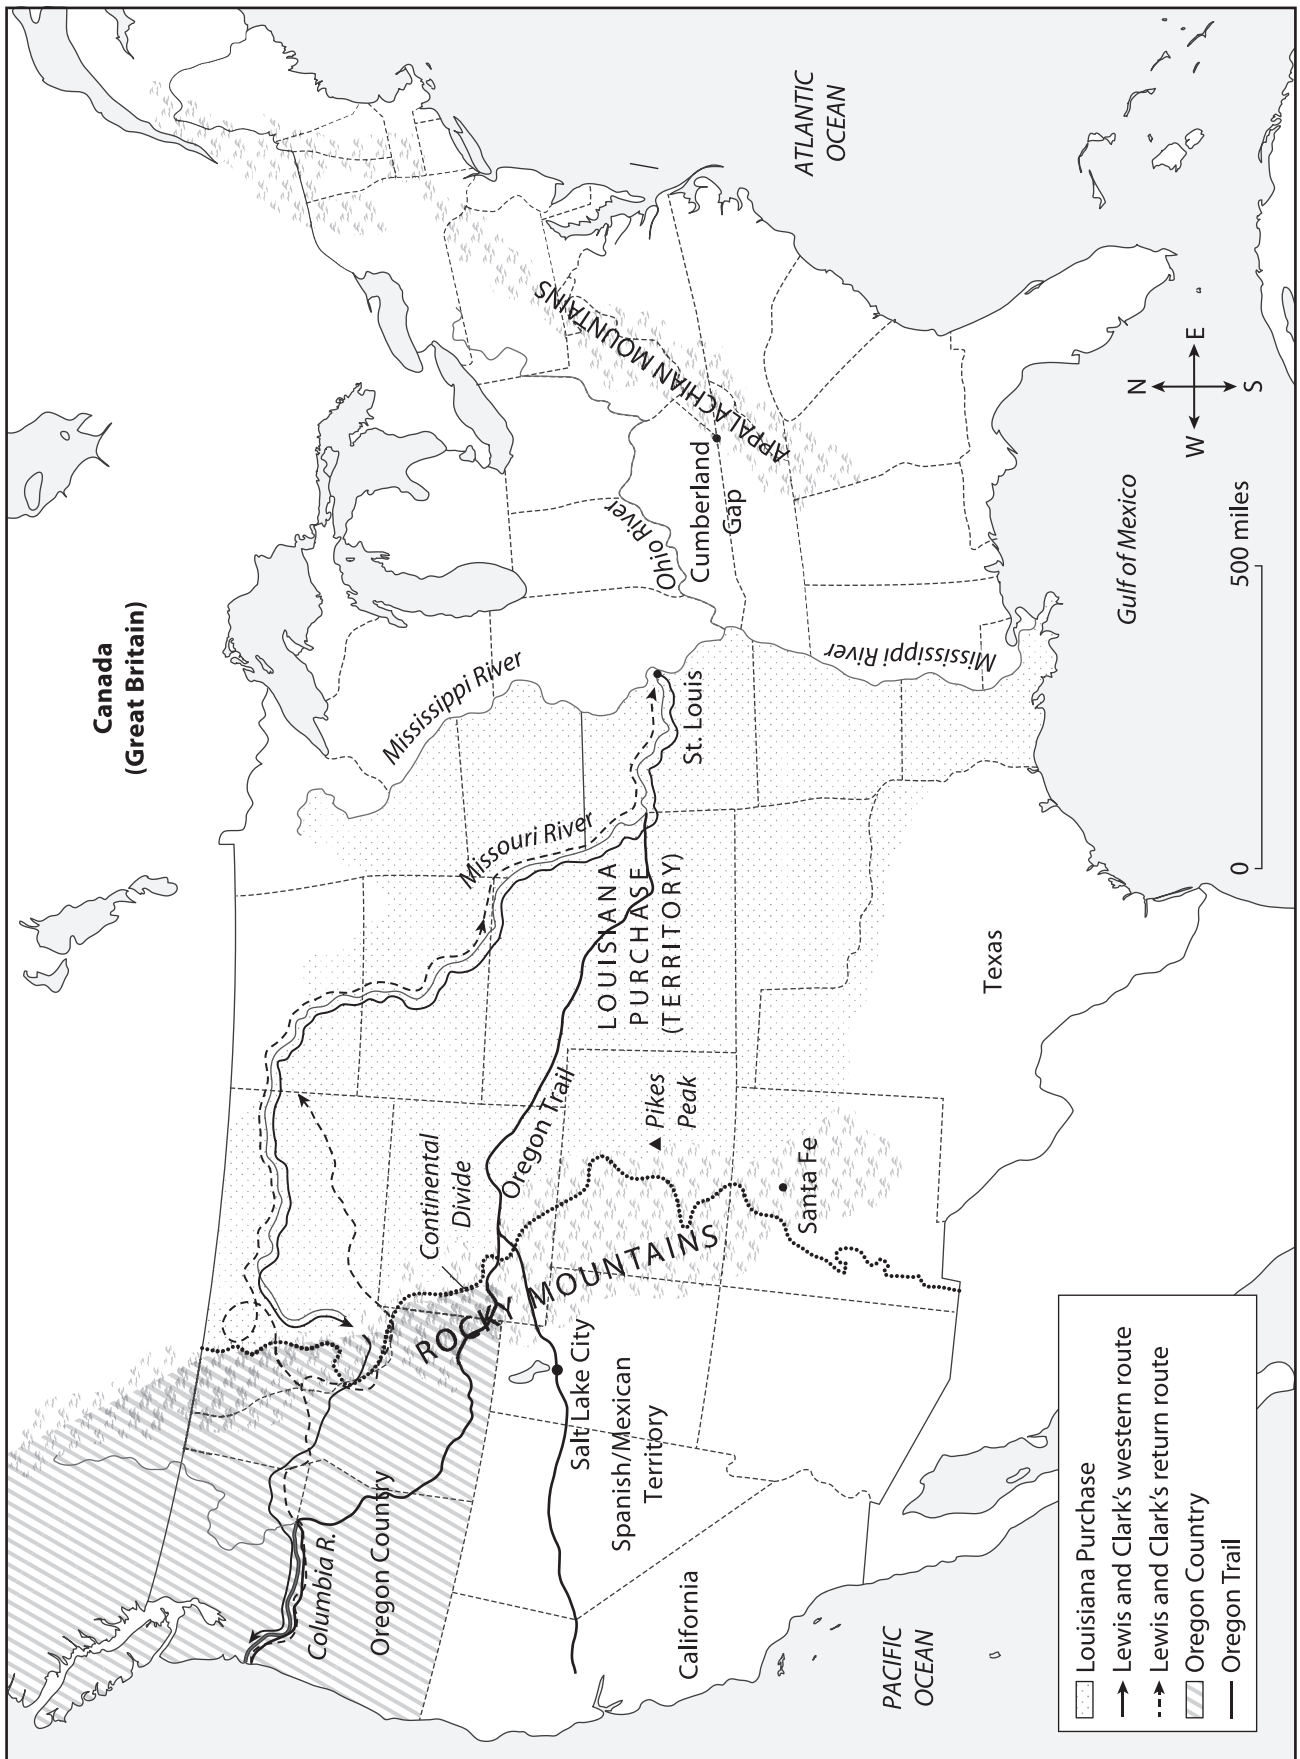 Canada
(Great Britain)
ATLANTIC
OCEAN
APPALACHIAN MOUNTAINS
Cumberland
Gap
Ohio River
Mississippi River
Mississippi River
Gulf of Mexico
N
W
E
S
0
500 miles
St. Louis
Missouri River
LOUISIANA
PURCHASE
(TERRITORY)
Texas
Pikes
Peak
Oregon Trail
Continental
Divide
Santa Fe
ROCKY MOUNTAINS
Salt Lake City
Spanish/Mexican
Territory
Columbia R.
Oregon Country
California
PACIFIC
OCEAN
Louisiana Purchase
Lewis and Clark's western route
Lewis and Clark's return route
Oregon Country
Oregon Trail